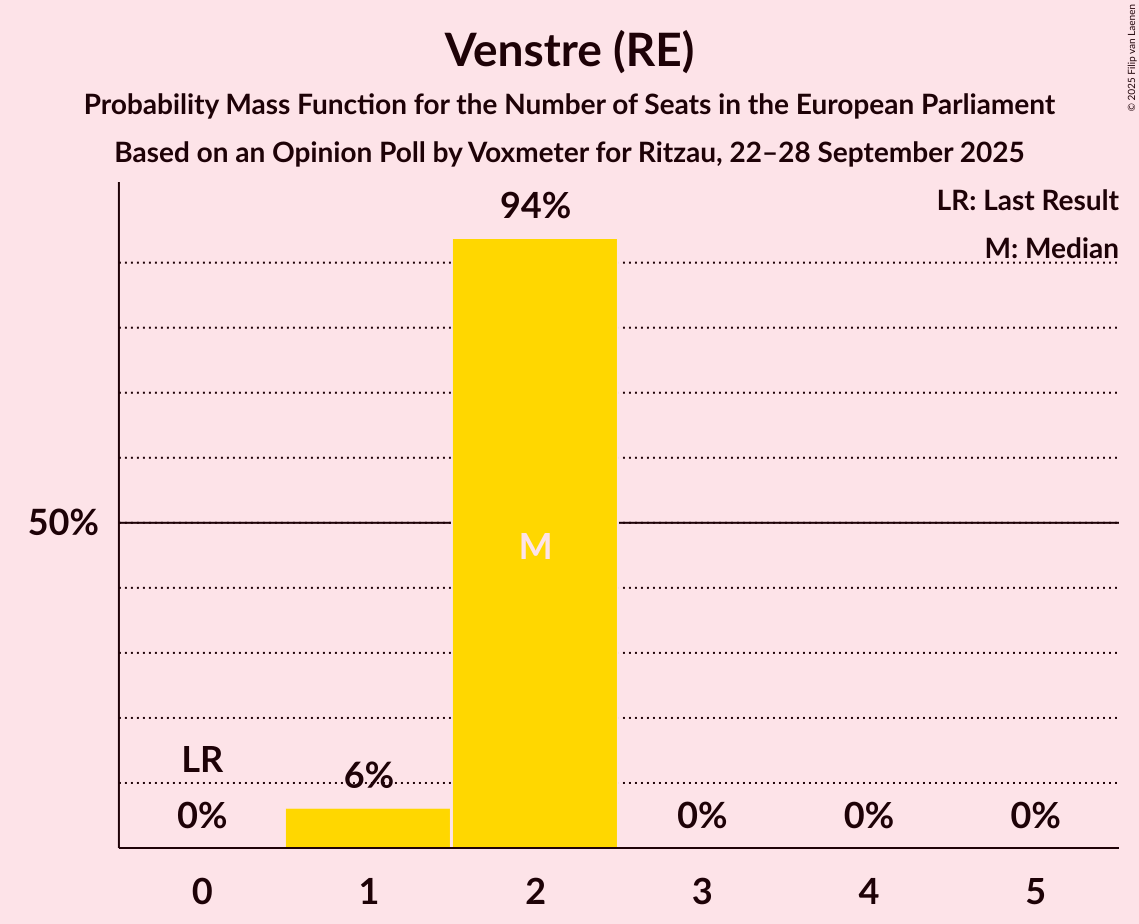 Venstre (RE)
Probability Mass Function for the Number of Seats in the European Parliament
Based on an Opinion Poll by Voxmeter for Ritzau, 22–28 September 2025
© 2025 Filip van Laenen
LR: Last Result
M: Median
94%
50%
M
LR
0%
6%
0%
0%
0%
0
1
2
3
4
5